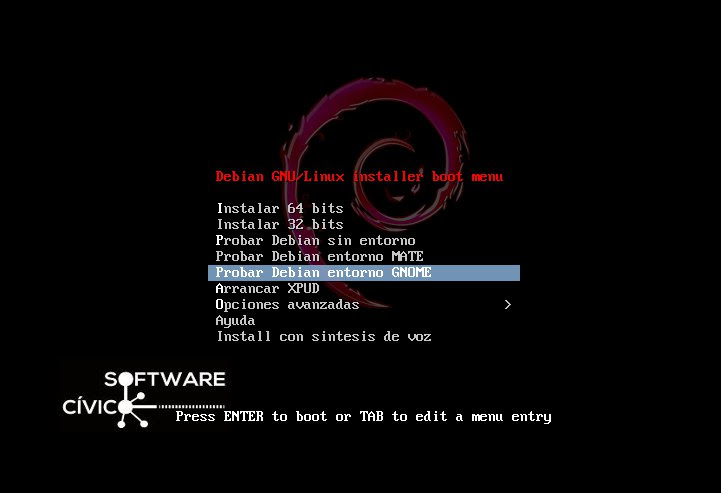 Debian GNU/Linux installer boot menu
Instalar 64 bits
Instalar 32 bits
Probar Debian sin entorno
Probar Debian entorno MATE
Probar Debian entorno GNOME
Arrancar XPUD
Opciones avanzadas >
Ayuda
Install con sintesis de voz
SOFTWARE
CÍVICO
Press ENTER to boot or TAB to edit a menu entry